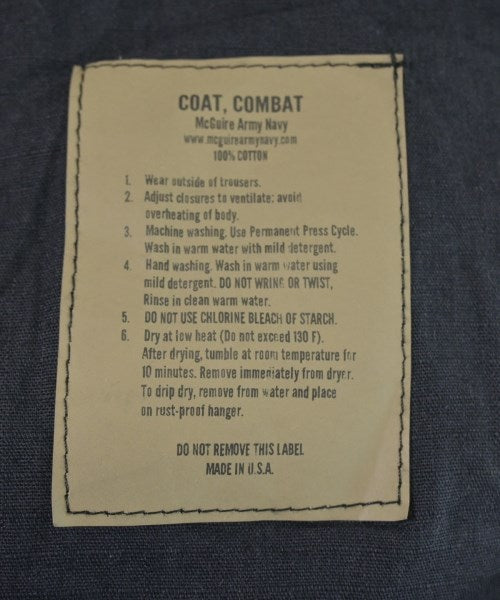 COAT, COMBAT
McGuire Army Navy
www.mcguirearmynavy.com
100% COTTON
1. Wear outside of trousers.
2. Adjust closures to ventilate: avoid
overheating of body.
3. Machine washing. Use Permanent Press Cycle.
Wash in warm water with mild detergent.
4. Hand washing. Wash in warm water using
mild detergent. DO NOT WRING OR TWIST,
Rinse in clean warm water.
5. DO NOT USE CHLORINE BLEACH OF STARCH.
6. Dry at low heat (Do not exceed 130 F).
After drying, tumble at room temperature for
10 minutes. Remove immediately from dryer.
To drip dry, remove from water and place
on rust-proof hanger.
DO NOT REMOVE THIS LABEL
MADE IN U.S.A.